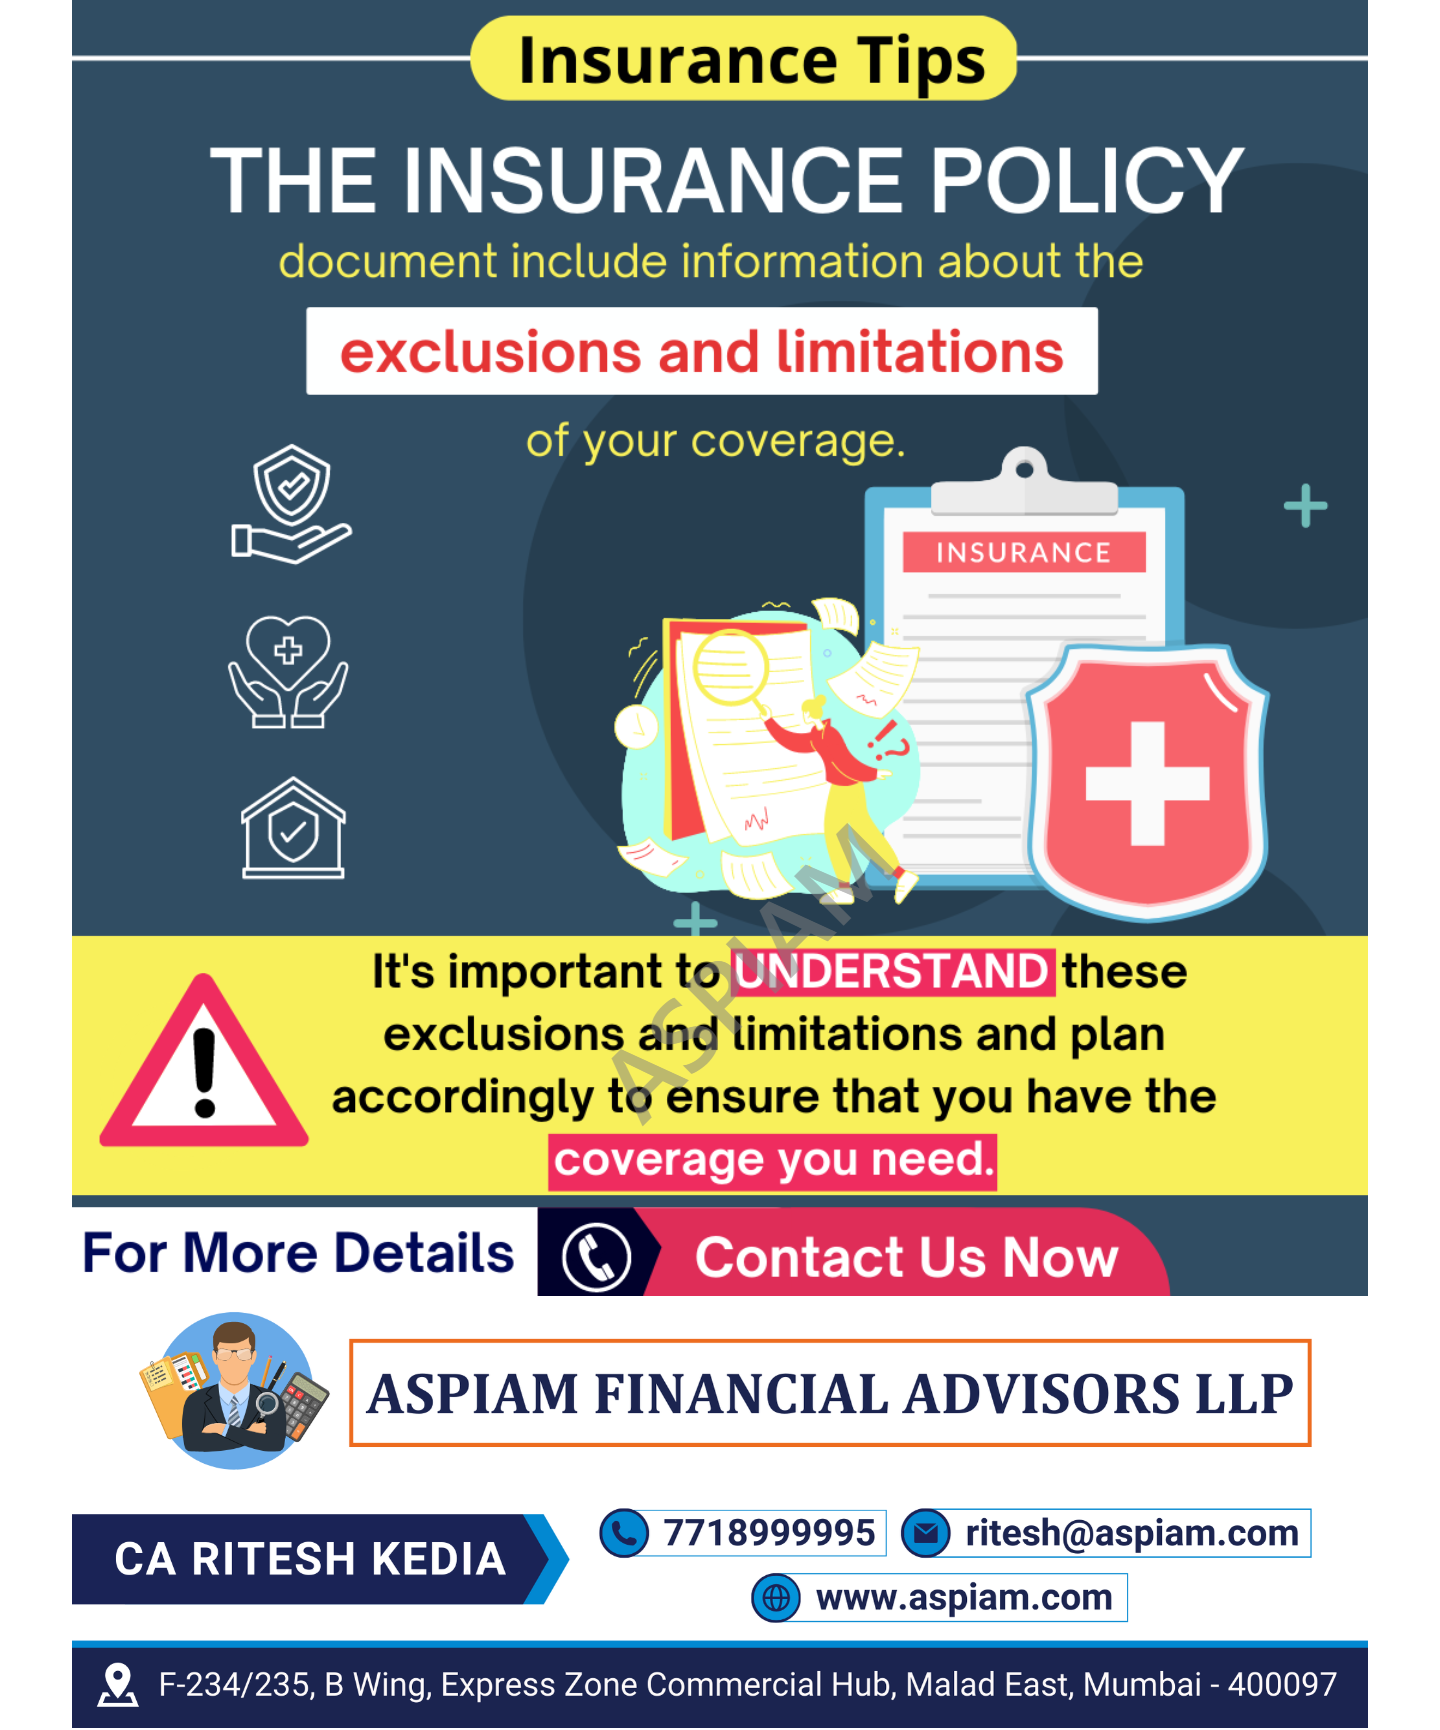 Insurance Tips
THE INSURANCE POLICY
document include information about the
exclusions and limitations
of your coverage.
INSURANCE
!?
ASPIAM
It's important to UNDERSTAND these
exclusions and limitations and plan
accordingly to ensure that you have the
coverage you need.
For More Details
Contact Us Now
ASPIAM FINANCIAL ADVISORS LLP
CA RITESH KEDIA
7718999995
ritesh@aspiam.com
www.aspiam.com
F-234/235, B Wing, Express Zone Commercial Hub, Malad East, Mumbai - 400097